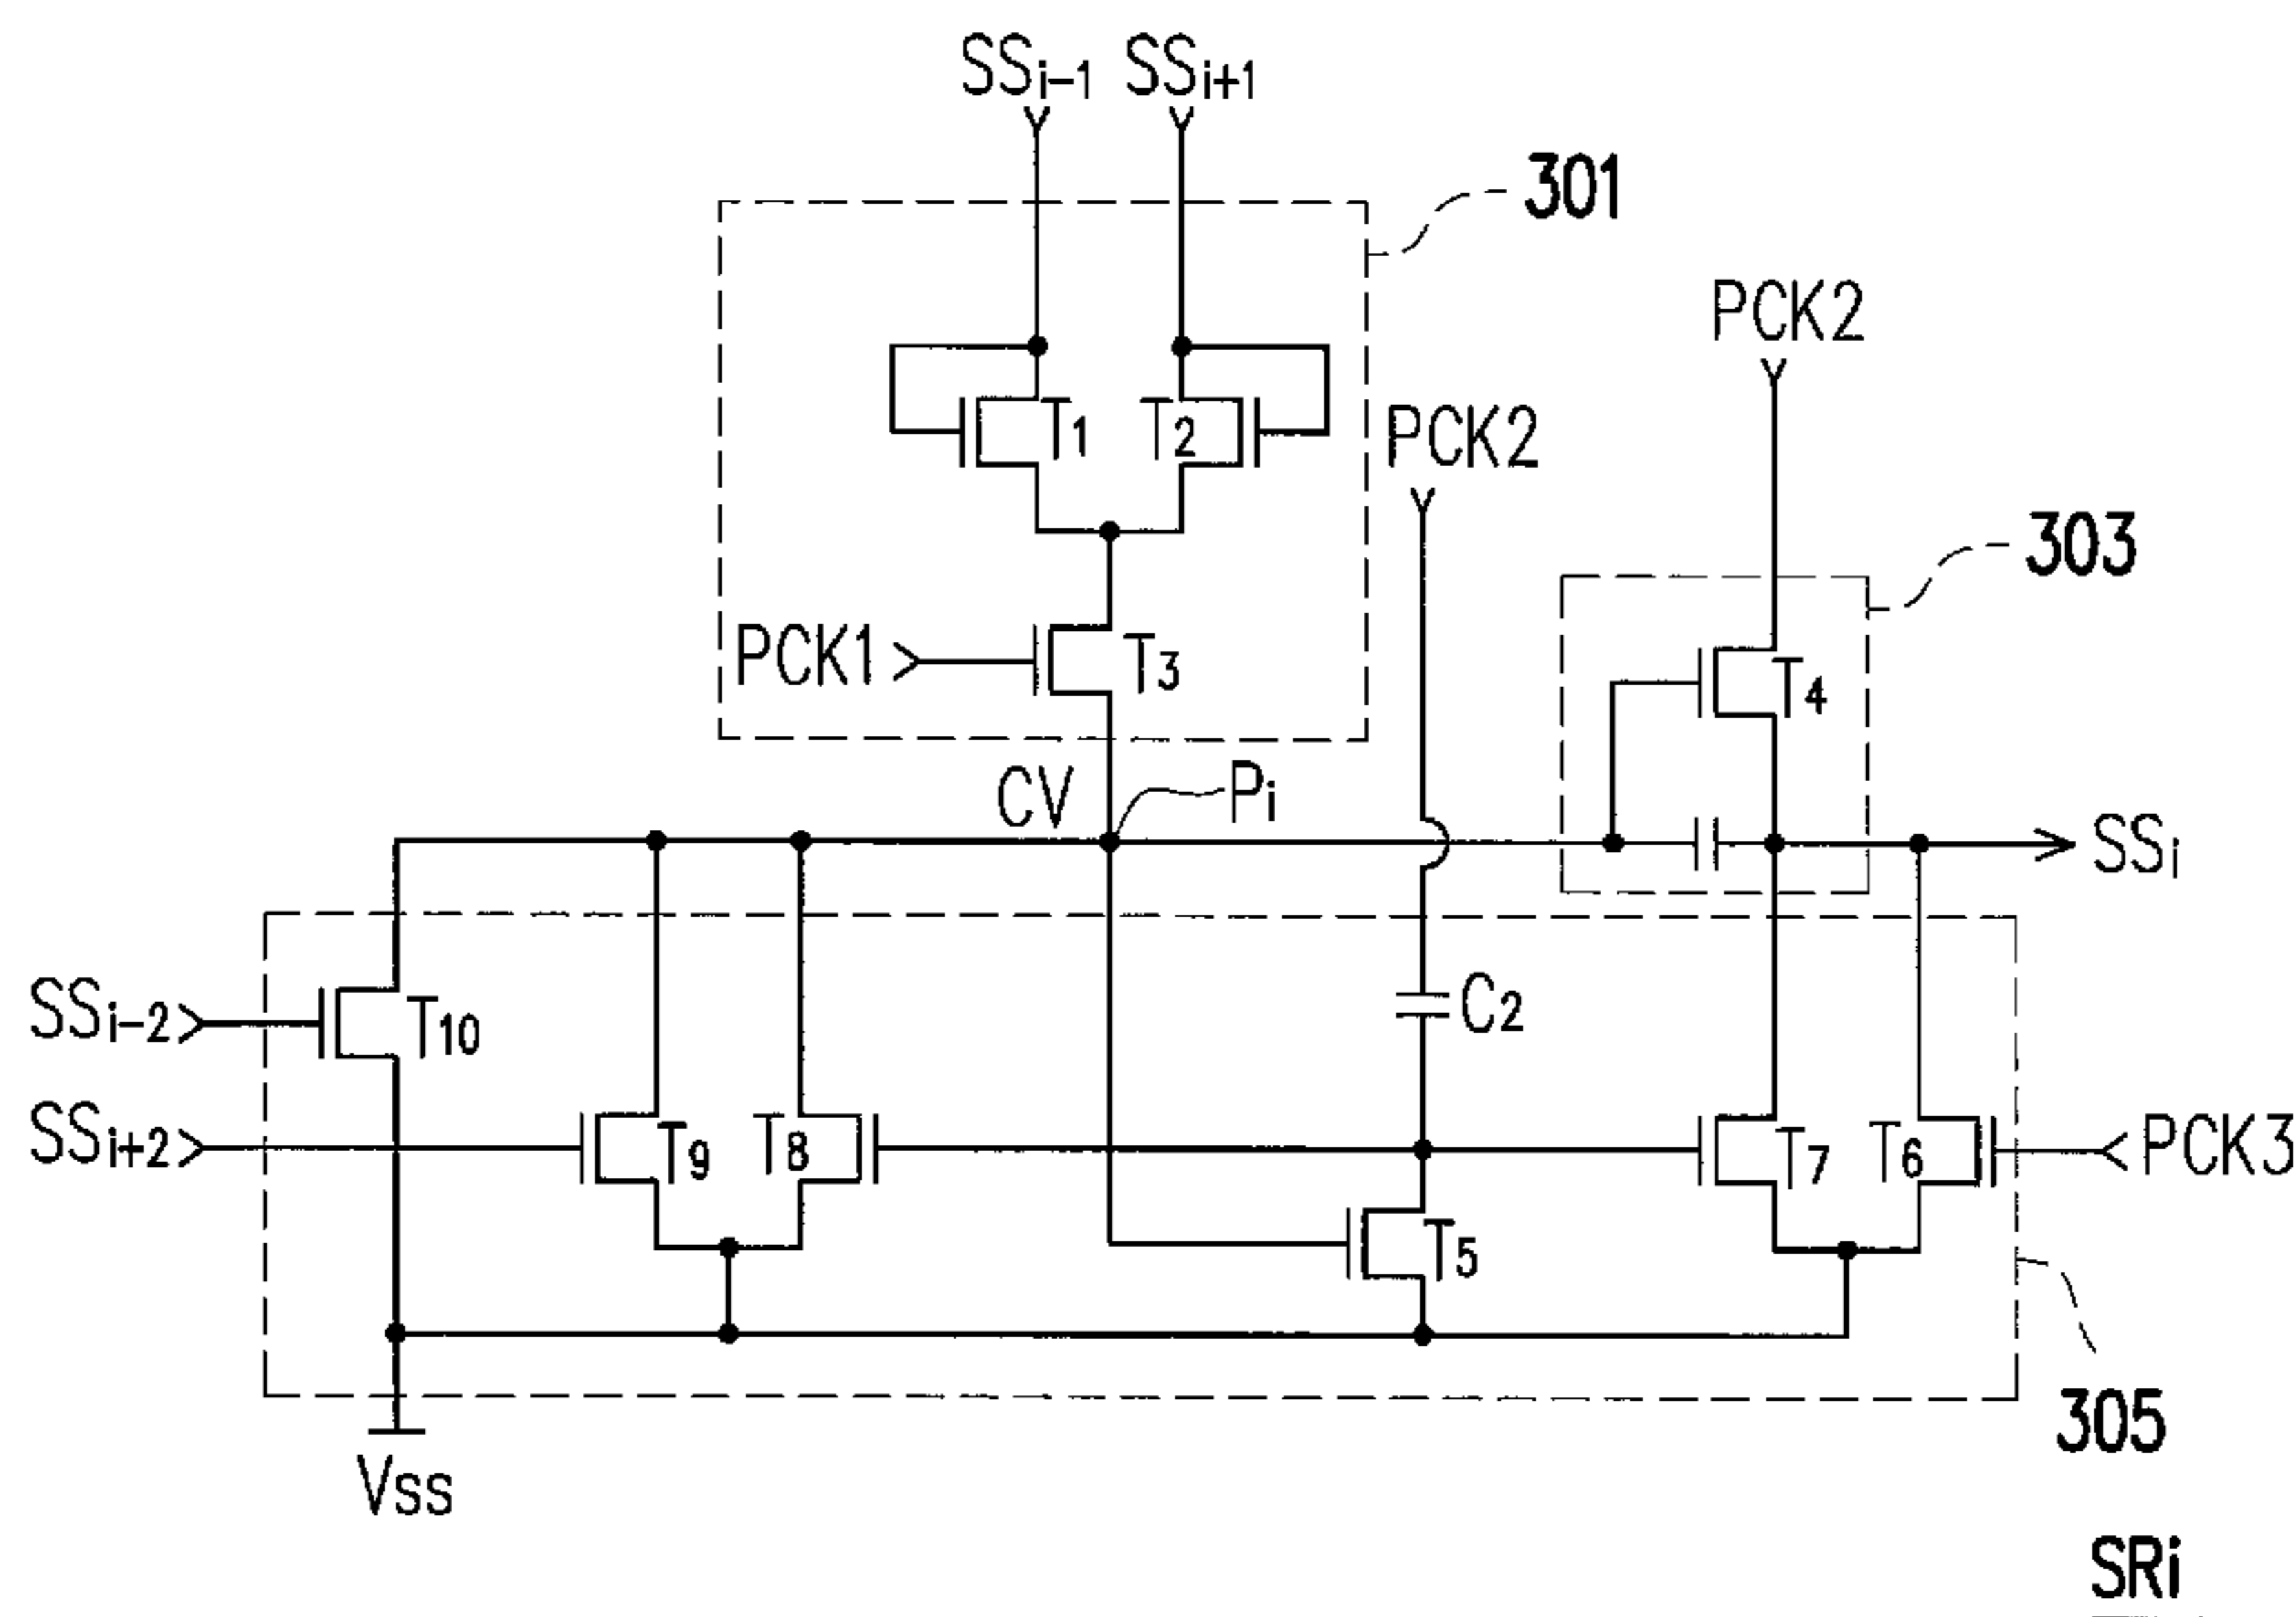 SSi-1 SSi+1
301
PCK2
T1 T2
PCK2
303
PCK1
T3
T4
CV
Pi
SSi
SSi-2
T10
C2
SSi+2
T9 T8
T7 T6
PCK3
T5
305
VSS
SRi